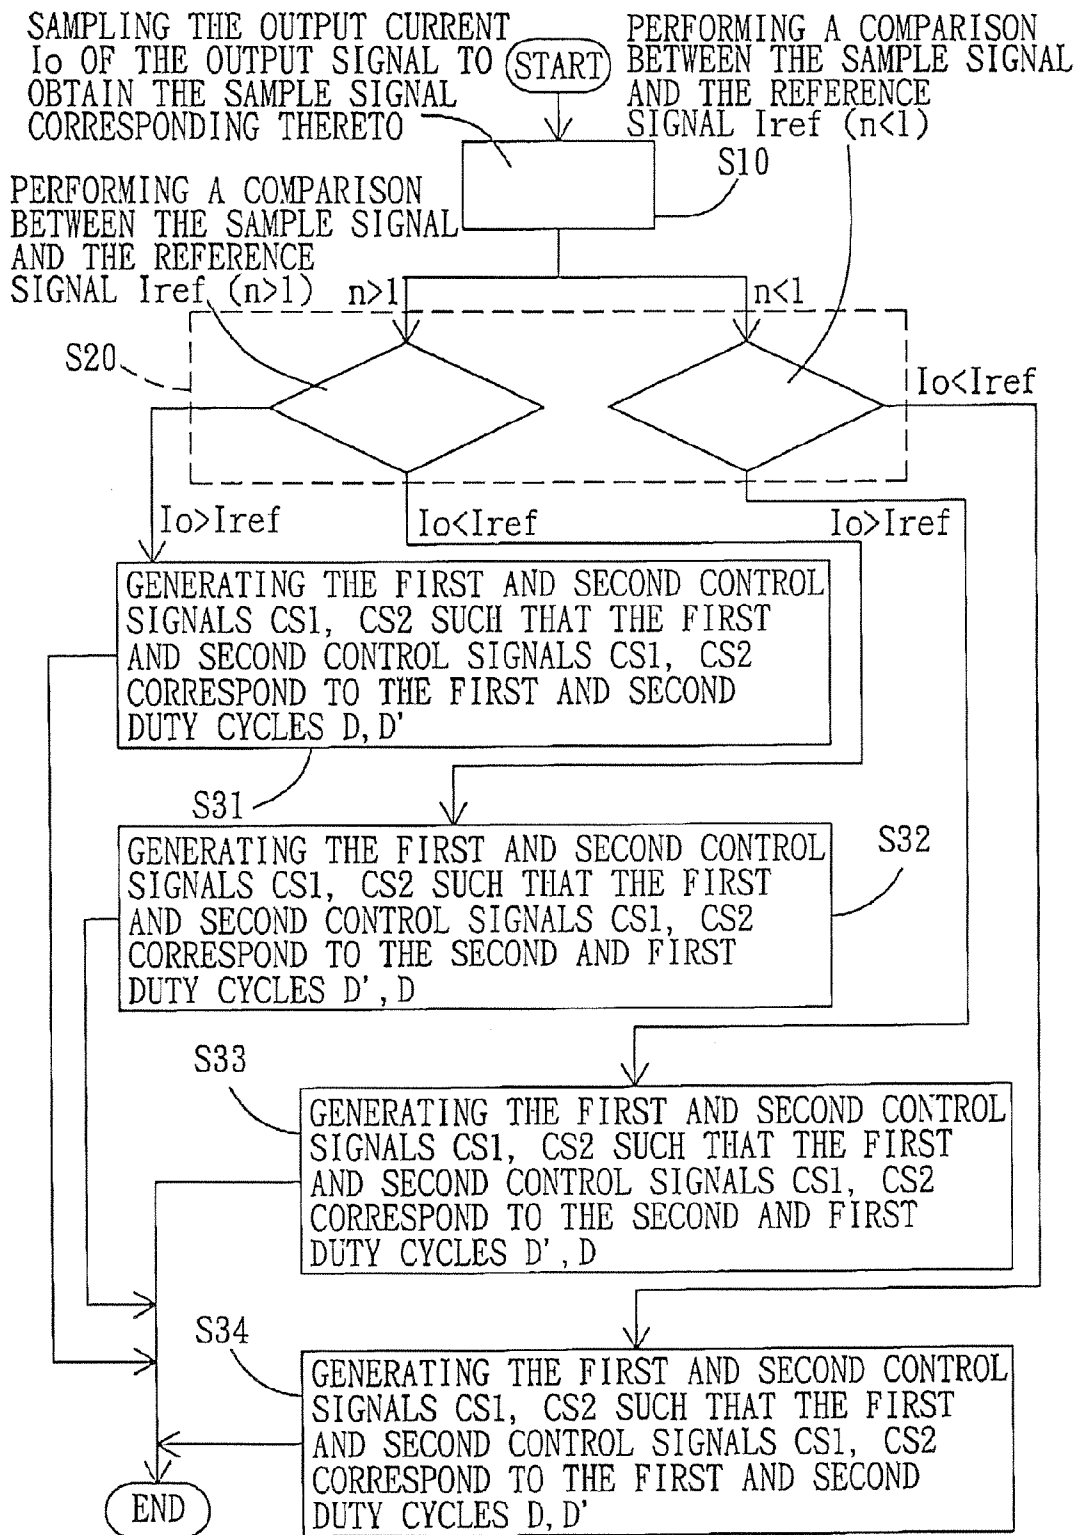 SAMPLING THE OUTPUT CURRENT
Io OF THE OUTPUT SIGNAL TO
OBTAIN THE SAMPLE SIGNAL
CORRESPONDING THERETO
START
PERFORMING A COMPARISON
BETWEEN THE SAMPLE SIGNAL
AND THE REFERENCE
SIGNAL Iref (n<1)
S10
PERFORMING A COMPARISON
BETWEEN THE SAMPLE SIGNAL
AND THE REFERENCE
SIGNAL Iref (n>1)
n>1
n<1
S20
Io<Iref
Io>Iref
Io<Iref
Io>Iref
GENERATING THE FIRST AND SECOND CONTROL
SIGNALS CS1, CS2 SUCH THAT THE FIRST
AND SECOND CONTROL SIGNALS CS1, CS2
CORRESPOND TO THE FIRST AND SECOND
DUTY CYCLES D,D'
S31
GENERATING THE FIRST AND SECOND CONTROL
SIGNALS CS1, CS2 SUCH THAT THE FIRST
AND SECOND CONTROL SIGNALS CS1, CS2
CORRESPOND TO THE SECOND AND FIRST
DUTY CYCLES D',D
S32
S33
GENERATING THE FIRST AND SECOND CONTROL
SIGNALS CS1, CS2 SUCH THAT THE FIRST
AND SECOND CONTROL SIGNALS CS1, CS2
CORRESPOND TO THE SECOND AND FIRST
DUTY CYCLES D',D
S34
GENERATING THE FIRST AND SECOND CONTROL
SIGNALS CS1, CS2 SUCH THAT THE FIRST
AND SECOND CONTROL SIGNALS CS1, CS2
CORRESPOND TO THE FIRST AND SECOND
DUTY CYCLES D,D'
END